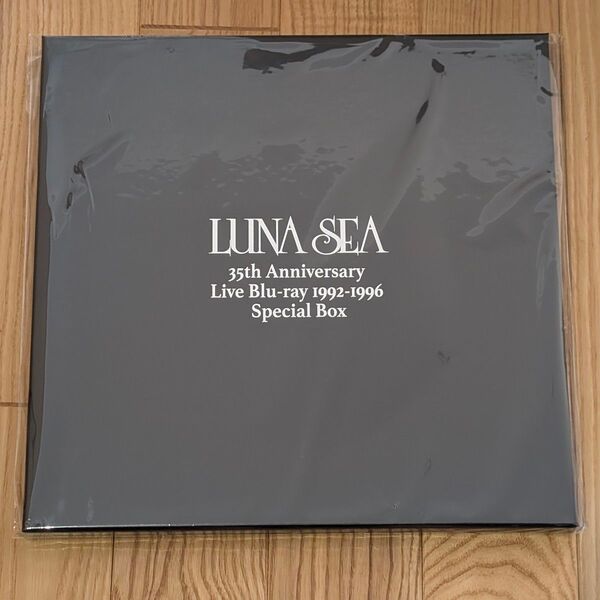 LUNA SEA
35th Anniversary
Live Blu-ray 1992-1996
Special Box